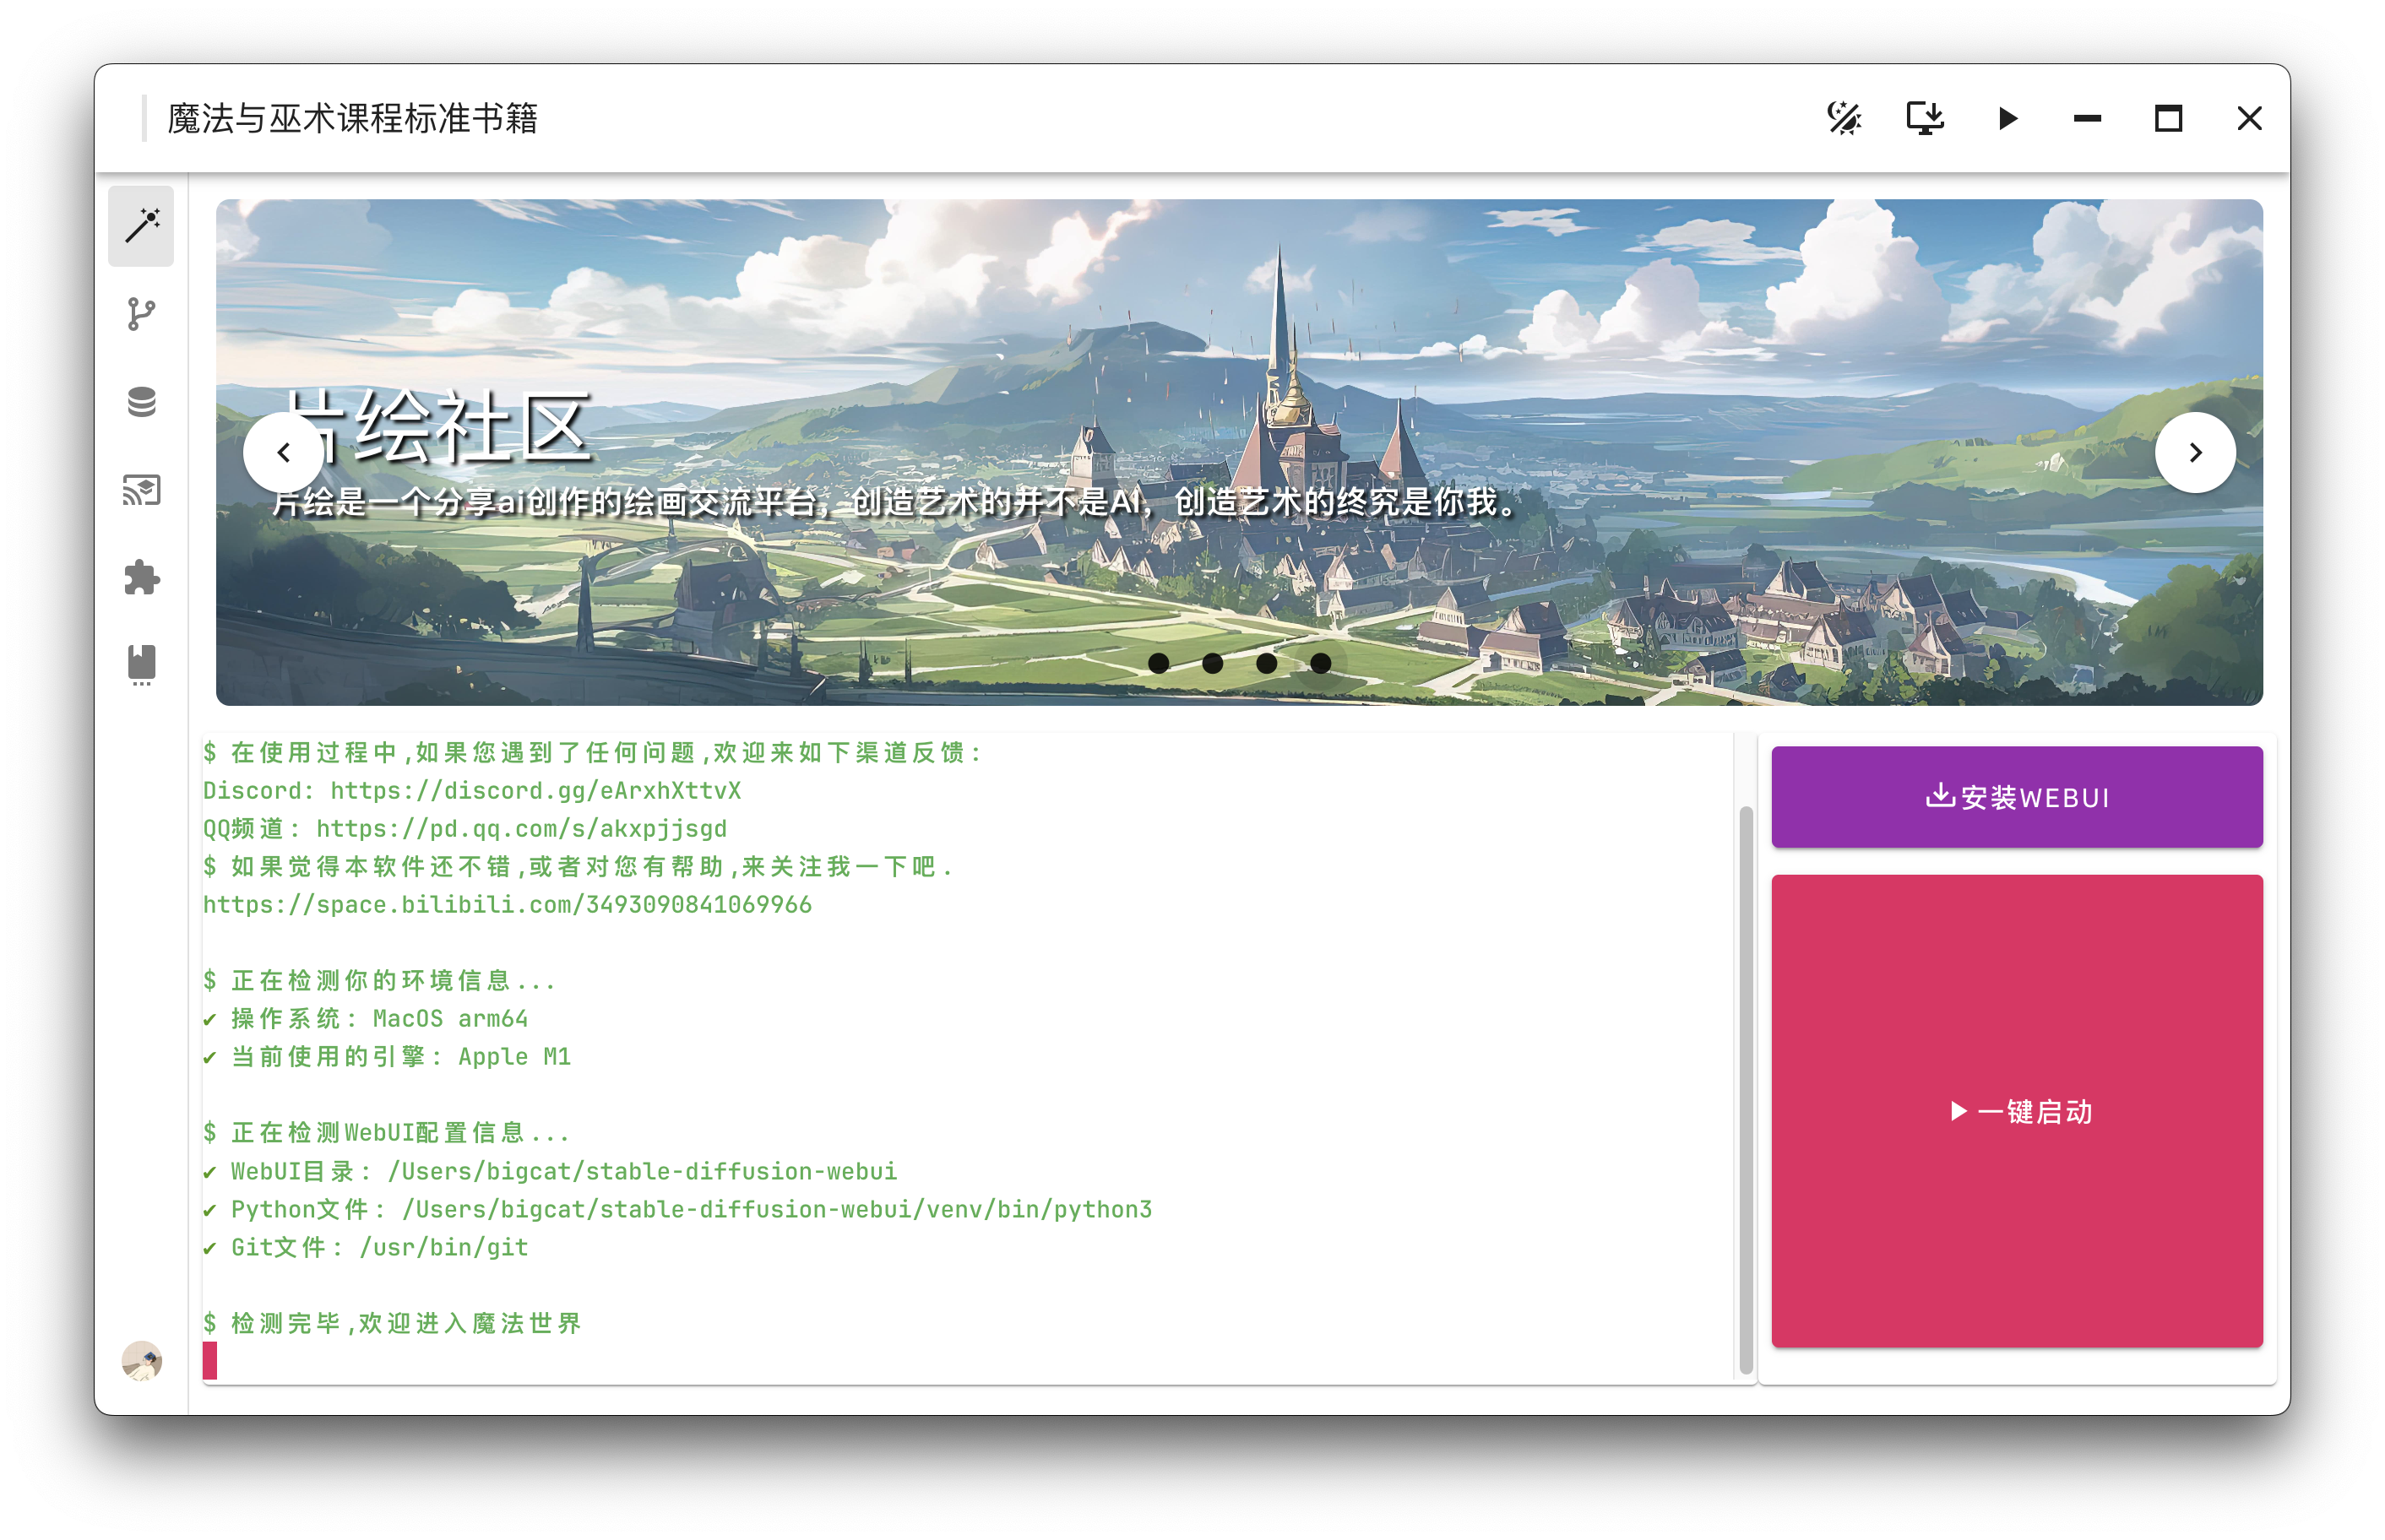 魔法与巫术课程标准书籍
片绘社区
片绘是一个分享ai创作的绘画交流平台，创造艺术的并不是AI，创造艺术的终究是你我。
$ 在使用过程中,如果您遇到了任何问题,欢迎来如下渠道反馈:
Discord: https://discord.gg/eArxhXttvX
QQ频道: https://pd.qq.com/s/akxpjjsgd
$ 如果觉得本软件还不错,或者对您有帮助,来关注我一下吧.
https://space.bilibili.com/3493090841069966
$ 正在检测你的环境信息...
✔ 操作系统: MacOS arm64
✔ 当前使用的引擎: Apple M1
$ 正在检测WebUI配置信息...
✔ WebUI目录: /Users/bigcat/stable-diffusion-webui
✔ Python文件: /Users/bigcat/stable-diffusion-webui/venv/bin/python3
✔ Git文件: /usr/bin/git
$ 检测完毕,欢迎进入魔法世界
安装WEBUI
一键启动